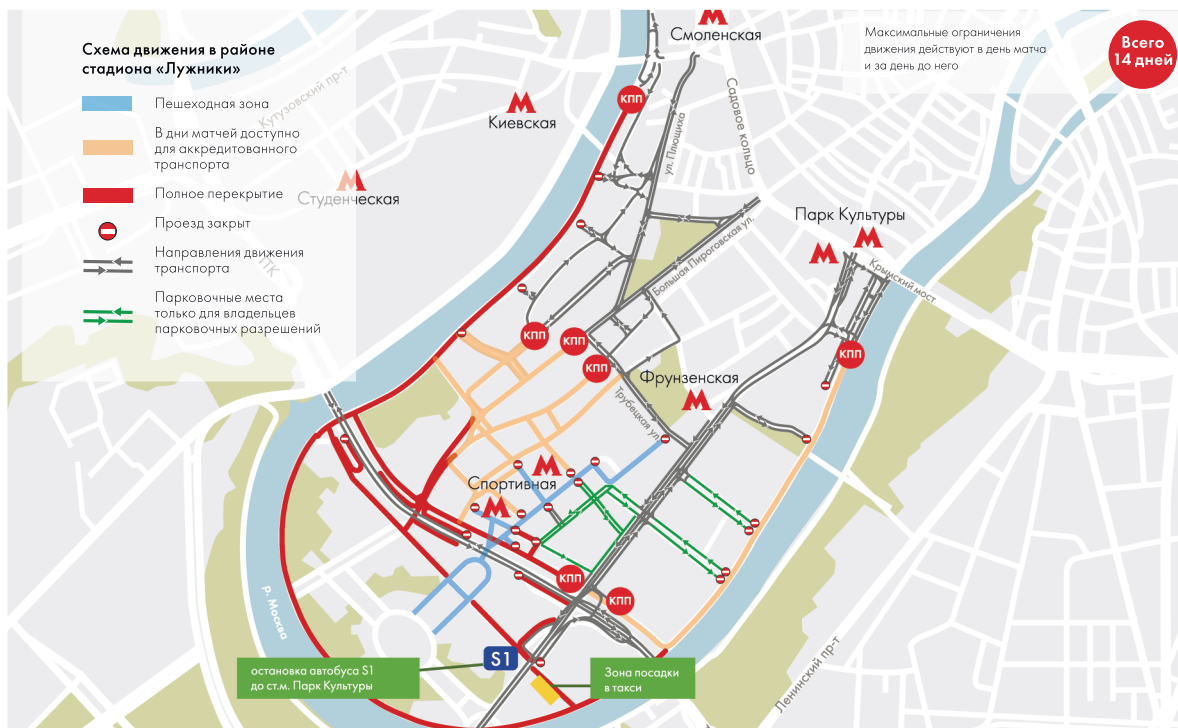 Схема движения в районе
стадиона «Лужники»
Пешеходная зона
В дни матчей доступно
для аккредитованного
транспорта
Полное перекрытие
Проезд закрыт
Направления движения
транспорта
Парковочные места
только для владельцев
парковочных разрешений
Максимальные ограничения
движения действуют в день матча
и за день до него
Всего
14 дней
М
Смоленская
КПП
М
Киевская
Кутузовский пр-т
М
Студенческая
ул. Плющиха
Садовое кольцо
Парк Культуры
М
М
Большая Пироговская ул.
Крымский мост
КПП
КПП
КПП
КПП
Фрунзенская
М
Трубецкая ул.
М
Спортивная
М
КПП
КПП
р. Москва
S1
остановка автобуса S1
до ст.м. Парк Культуры
Зона посадки
в такси
Ленинский пр-т